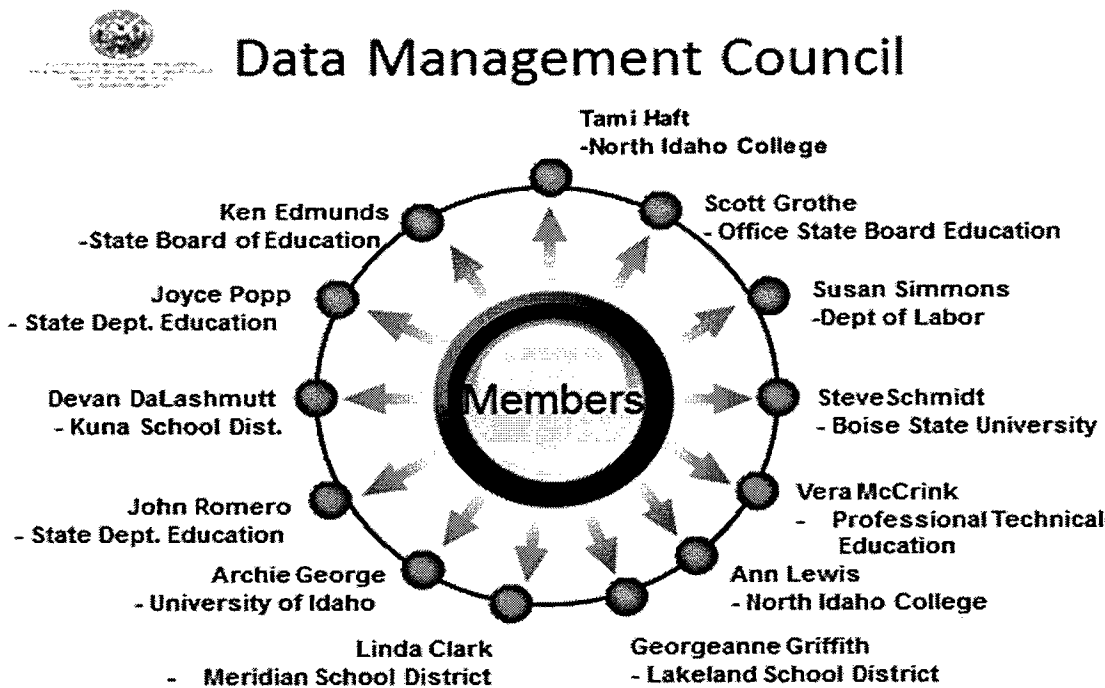 Data Management Council
Tami Haft
-North Idaho College
Scott Grothe
- Office State Board Education
Susan Simmons
-Dept of Labor
SteveSchmidt
- Boise State University
Vera McCrink
- Professional Technical
Education
Ann Lewis
- North Idaho College
Georgeanne Griffith
- Lakeland School District
Linda Clark
- Meridian School District
Archie George
- University of Idaho
John Romero
- State Dept. Education
Devan DaLashmutt
- Kuna School Dist.
Joyce Popp
- State Dept. Education
Ken Edmunds
-State Board of Education
Members